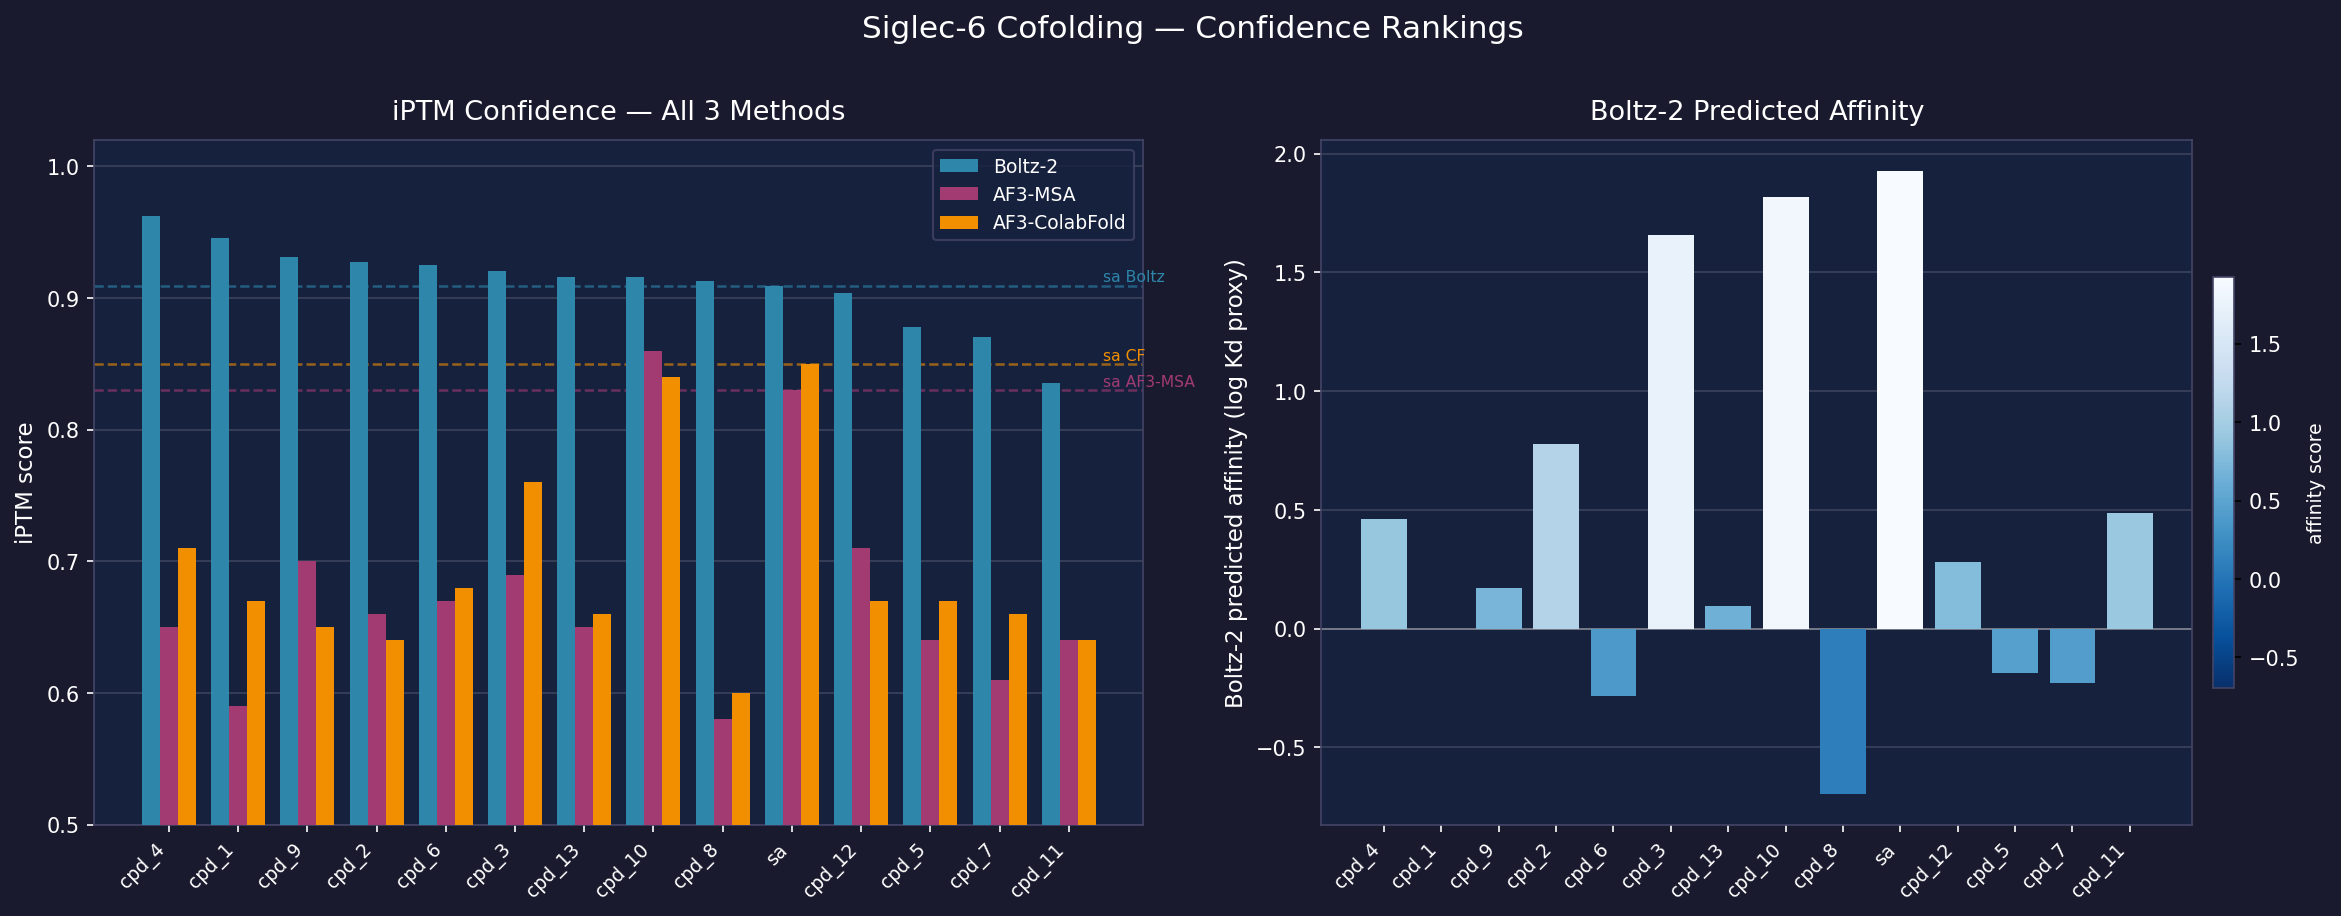 Siglec-6 Cofolding — Confidence Rankings
iPTM Confidence — All 3 Methods
iPTM score
1.0
0.9
0.8
0.7
0.6
0.5
Boltz-2
AF3-MSA
AF3-ColabFold
sa Boltz
sa CF
sa AF3-MSA
cpd_4
cpd_1
cpd_9
cpd_2
cpd_6
cpd_3
cpd_13
cpd_10
cpd_8
sa
cpd_12
cpd_5
cpd_7
cpd_11
Boltz-2 Predicted Affinity
Boltz-2 predicted affinity (log Kd proxy)
2.0
1.5
1.0
0.5
0.0
−0.5
cpd_4
cpd_1
cpd_9
cpd_2
cpd_6
cpd_3
cpd_13
cpd_10
cpd_8
sa
cpd_12
cpd_5
cpd_7
cpd_11
1.5
1.0
0.5
0.0
−0.5
affinity score